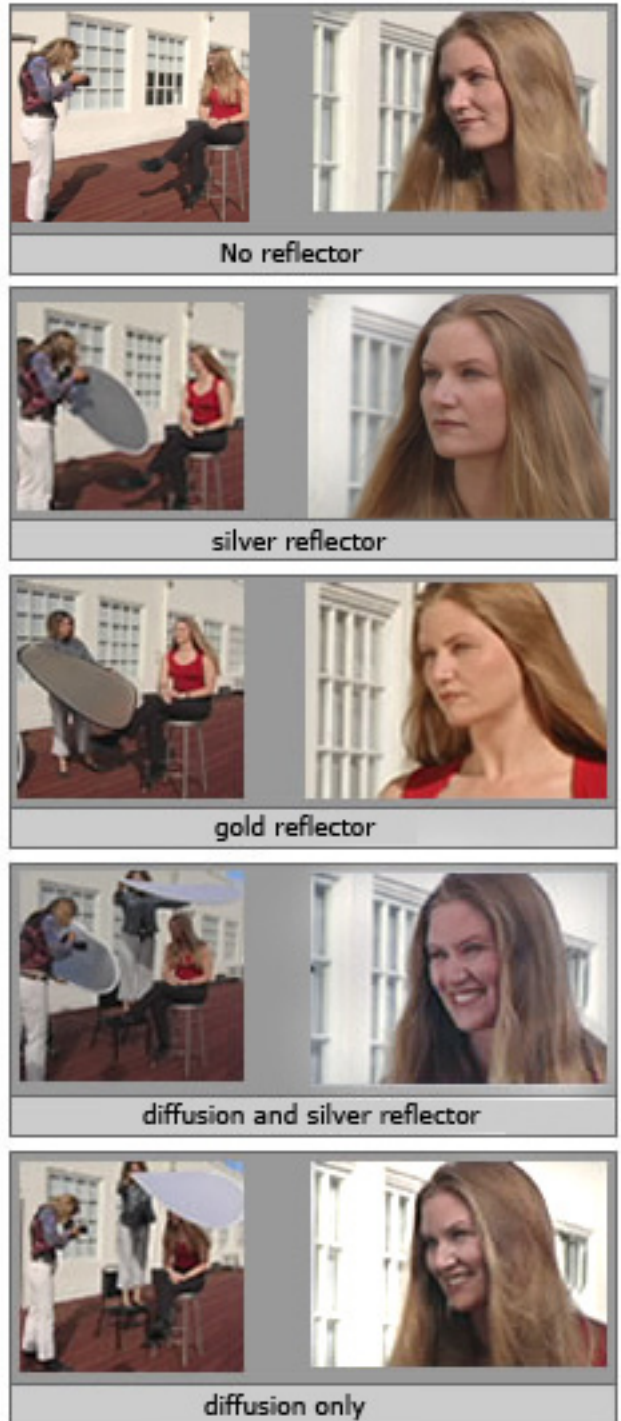 No reflector
silver reflector
gold reflector
diffusion and silver reflector
diffusion only